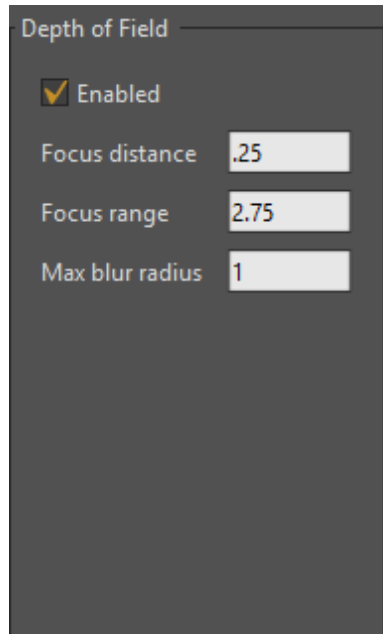 Depth of Field
Enabled
Focus distance .25
Focus range 2.75
Max blur radius 1